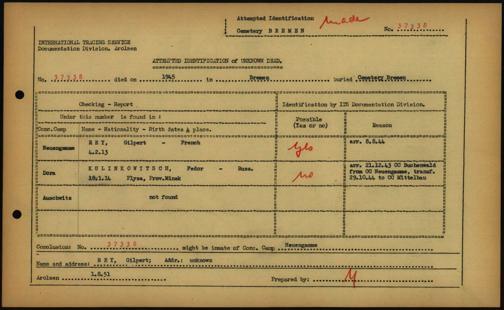 Attempted Identification made
Cemetery BREMEN No. 37338
INTERNATIONAL TRACING SERVICE
Documentation Division, Arolsen
ATTEMPTED IDENTIFICATION of UNKNOWN DEAD.
No. 37338 died on 1945 in Bremen buried Cemetery Bremen
Checking - Report Identification by ITS Documentation Division.
Under this number is found in : Possible (Yes or no) Reason
Conc.Camp Name - Nationality - Birth dates & place.
Neuengamme REY, Gilpert - French yes arr. 8.8.44
4.2.13
Dora KULINKOWITSCH, Fedor - Russ. no arr. 21.12.43 CC Buchenwald
18.1.14 Flysa, Prov.Minsk from CC Neuengamme, transf.
29.10.44 to CC Mittelbau
Auschwitz not found
Conclusion: No. 37338 might be inmate of Conc. Camp Neuengamme
Name and address: REY, Gilpert; Addr.: unknown
Arolsen 1.8.51 Prepared by: